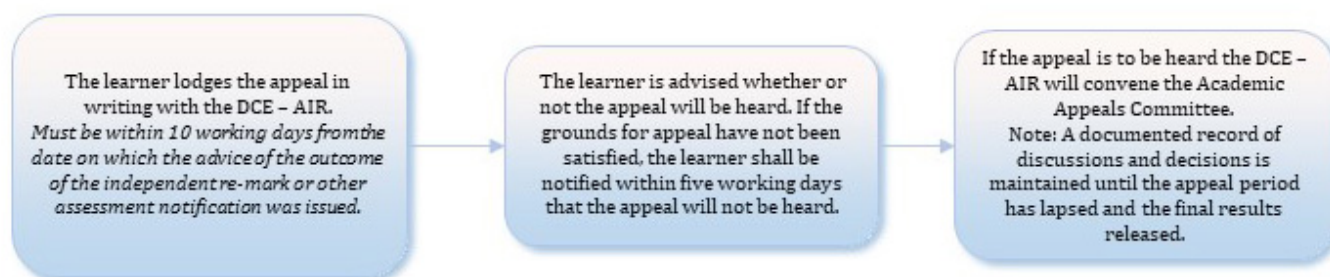 The learner lodges the appeal in
writing with the DCE – AIR.
Must be within 10 working days fromthe
date on which the advice of the outcome
of the independent re-mark or other
assessment notification was issued.
The learner is advised whether or
not the appeal will be heard. If the
grounds for appeal have not been
satisfied, the learner shall be
notified within five working days
that the appeal will not be heard.
If the appeal is to be heard the DCE –
AIR will convene the Academic
Appeals Committee.
Note: A documented record of
discussions and decisions is
maintained until the appeal period
has lapsed and the final results
released.